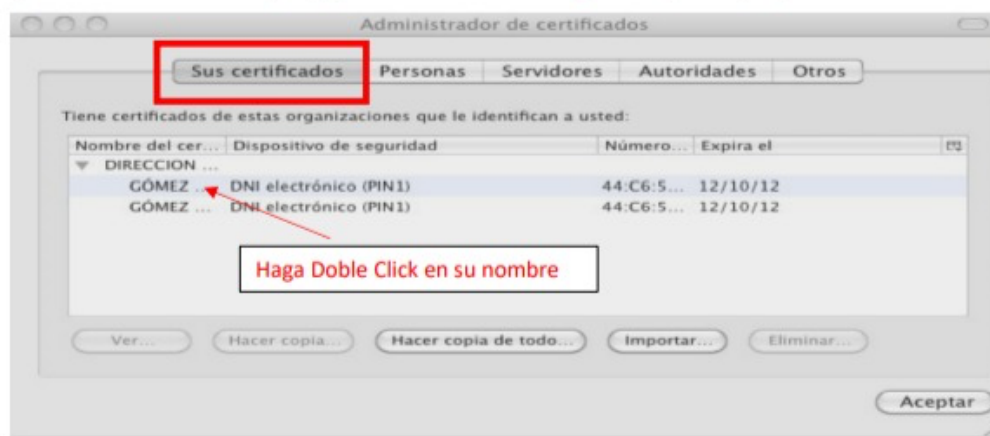 Administrador de certificados
Sus certificados Personas Servidores Autoridades Otros
Tiene certificados de estas organizaciones que le identifican a usted:
Nombre del cer... Dispositivo de seguridad Número... Expira el
DIRECCION ...
GÓMEZ ... DNI electrónico (PIN1) 44:C6:5... 12/10/12
GÓMEZ ... DNI electrónico (PIN1) 44:C6:5... 12/10/12
Haga Doble Click en su nombre
Ver... Hacer copia... Hacer copia de todo... Importar... Eliminar...
Aceptar